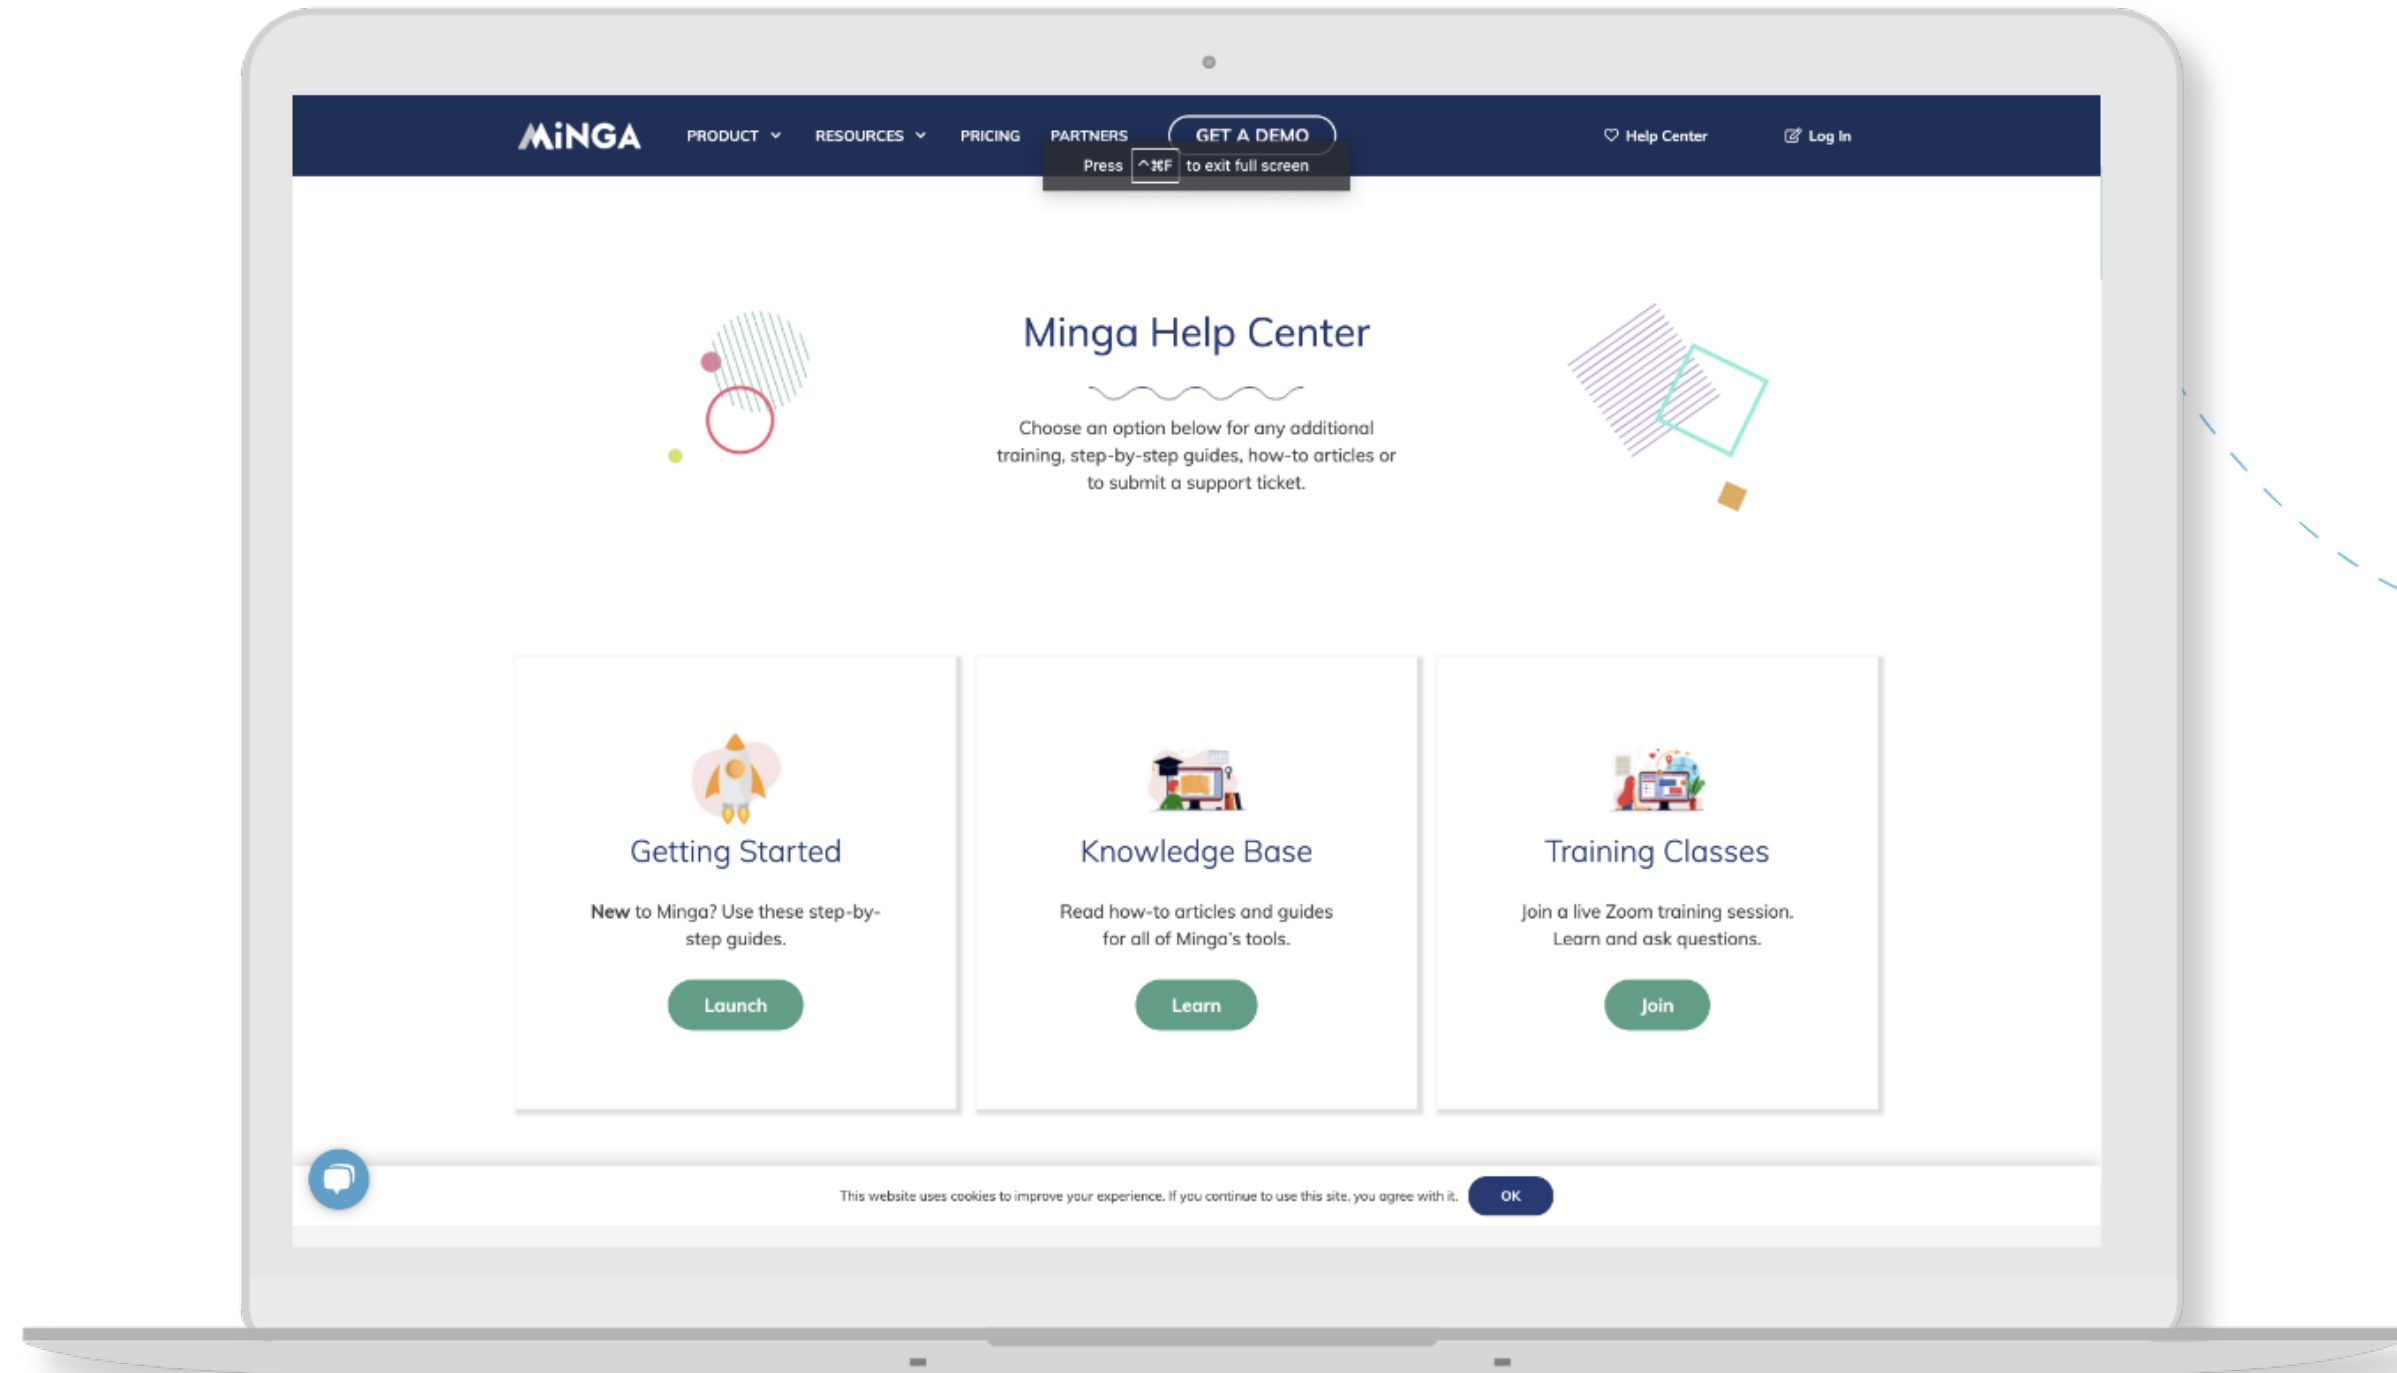 MiNGA PRODUCT RESOURCES PRICING PARTNERS GET A DEMO Help Center Log In
Press ^⌘F to exit full screen
Minga Help Center
Choose an option below for any additional
training, step-by-step guides, how-to articles or
to submit a support ticket.
Getting Started
New to Minga? Use these step-by-
step guides.
Launch
Knowledge Base
Read how-to articles and guides
for all of Minga's tools.
Learn
Training Classes
Join a live Zoom training session.
Learn and ask questions.
Join
This website uses cookies to improve your experience. If you continue to use this site, you agree with it. OK